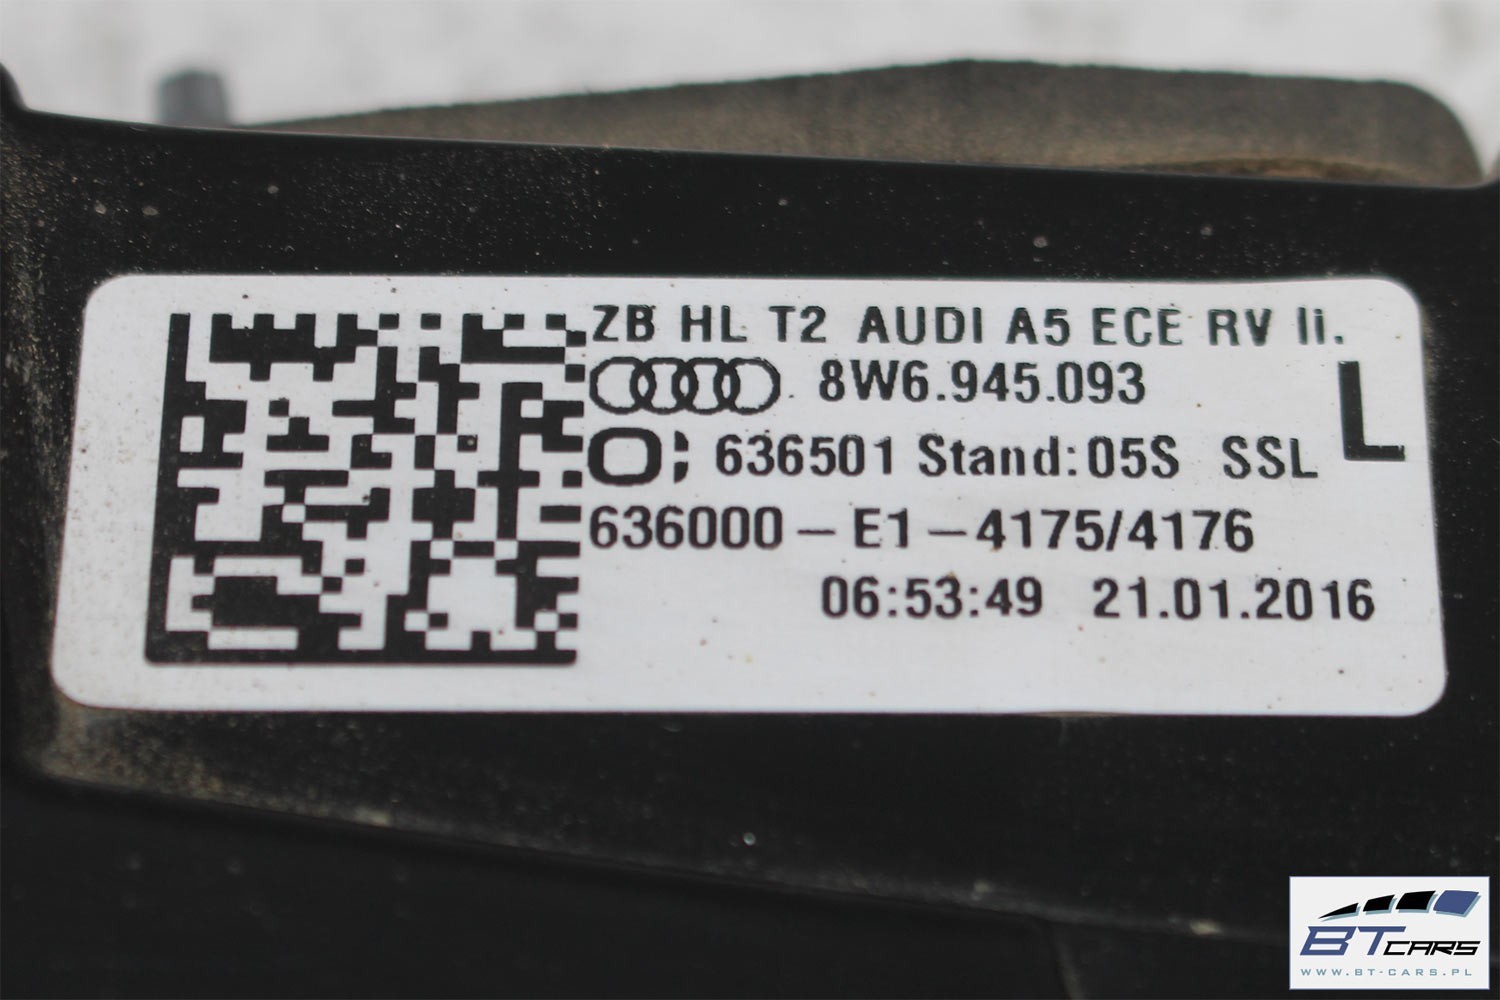 ZB HL T2 AUDI A5 ECE RV li.
8W6.945.093
L
O; 636501 Stand:05S SSL
636000-E1-4175/4176
06:53:49 21.01.2016
BT CARS
WWW.BT-CARS.PL